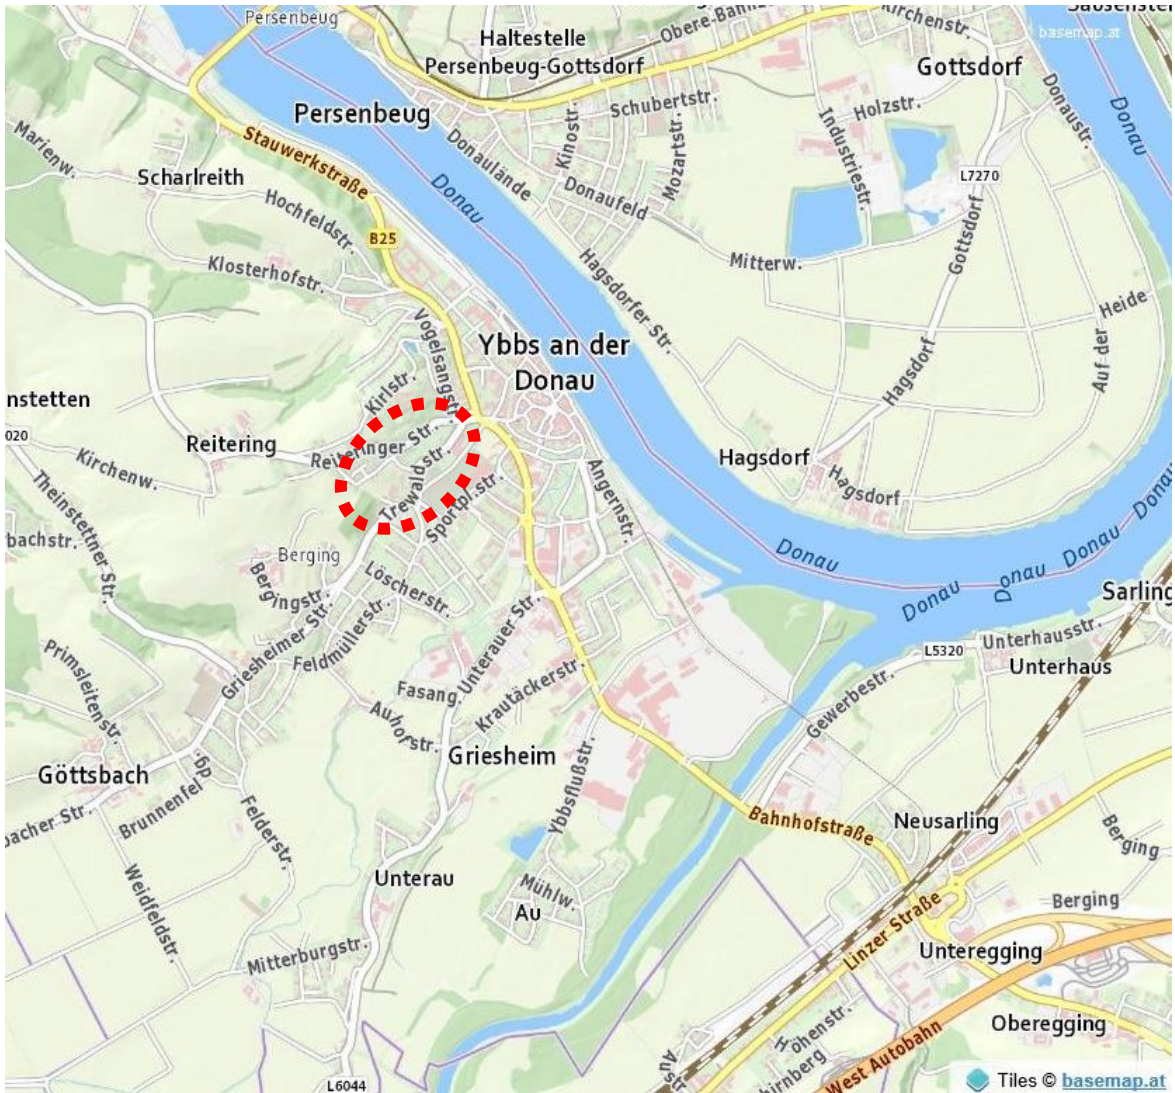 Persenbeug
Haltestelle
Persenbeug-Gottsdorf
Kirchenstr.
basemap.at
Gottsdorf
Persenbeug
Schubertstr.
Holzstr.
Donaustr.
Donau
Stauwerkstraße
Marienw.
Donaulände
Kinostr.
Mozartstr.
Industriestr.
Scharlreith
Donau
Donaufeld
L7270
Hochfeldstr.
B25
Gottsdorf
Klosterhofstr.
Hagsdorfer Str.
Mitterw.
Heide
Auf der
Vogelsangstr.
Ybbs an der
Donau
Hagsdorf
nstetten
Kirlstr.
020
Reitering
Reiteringer Str.
Hagsdorf
Kirchenw.
Trewaldstr.
Sportpl.str.
Angernstr.
Hagsdorf
Theinstettner Str.
Donau
bachstr.
Berging
Donau
Donau
Donau
Donau
Bergingstr.
Löscherstr.
Sarling
Griesheimer Str.
Feldmüllerstr.
Unterauer Str.
Unterhausstr.
L5320
Unterhaus
Primsleitenstr.
Fasang.
Krautäckerstr.
Gewerbestr.
Auhofstr.
Griesheim
Göttsbach
Ybbsflußstr.
bacher Str.
Brunnenfel
dg.
Felderstr.
Bahnhofstraße
Neusarling
Berging
Weidfeldstr.
Unterau
Mühlw.
Au
Linzer Straße
Berging
Mitterburgstr.
Unteregging
Höhenstr.
Oberegging
West Autobahn
L6044
Tiles © basemap.at